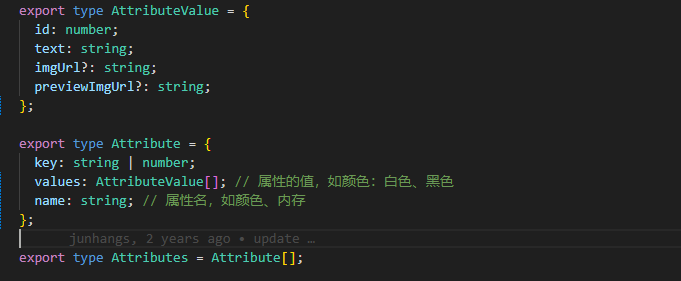 export type AttributeValue = {
  id: number;
  text: string;
  imgUrl?: string;
  previewImgUrl?: string;
};
export type Attribute = {
  key: string | number;
  values: AttributeValue[]; // 属性的值，如颜色：白色、黑色
  name: string; // 属性名，如颜色、内存
};
junhangs, 2 years ago • update …
export type Attributes = Attribute[];